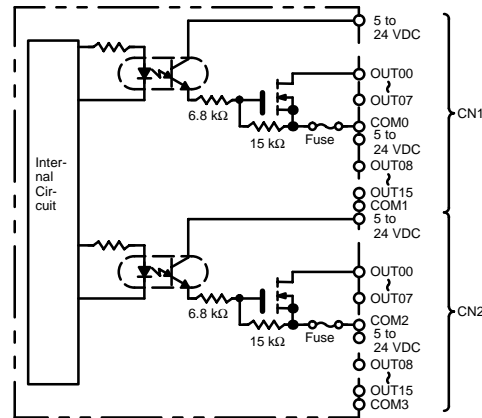 5 to
24 VDC
OUT00
~
OUT07
6.8 kΩ
COM0
5 to
24 VDC
15 kΩ
Fuse
CN1
OUT08
~
OUT15
COM1
5 to
24 VDC
Inter-
nal
Cir-
cuit
OUT00
~
OUT07
6.8 kΩ
COM2
5 to
24 VDC
15 kΩ
Fuse
CN2
OUT08
~
OUT15
COM3